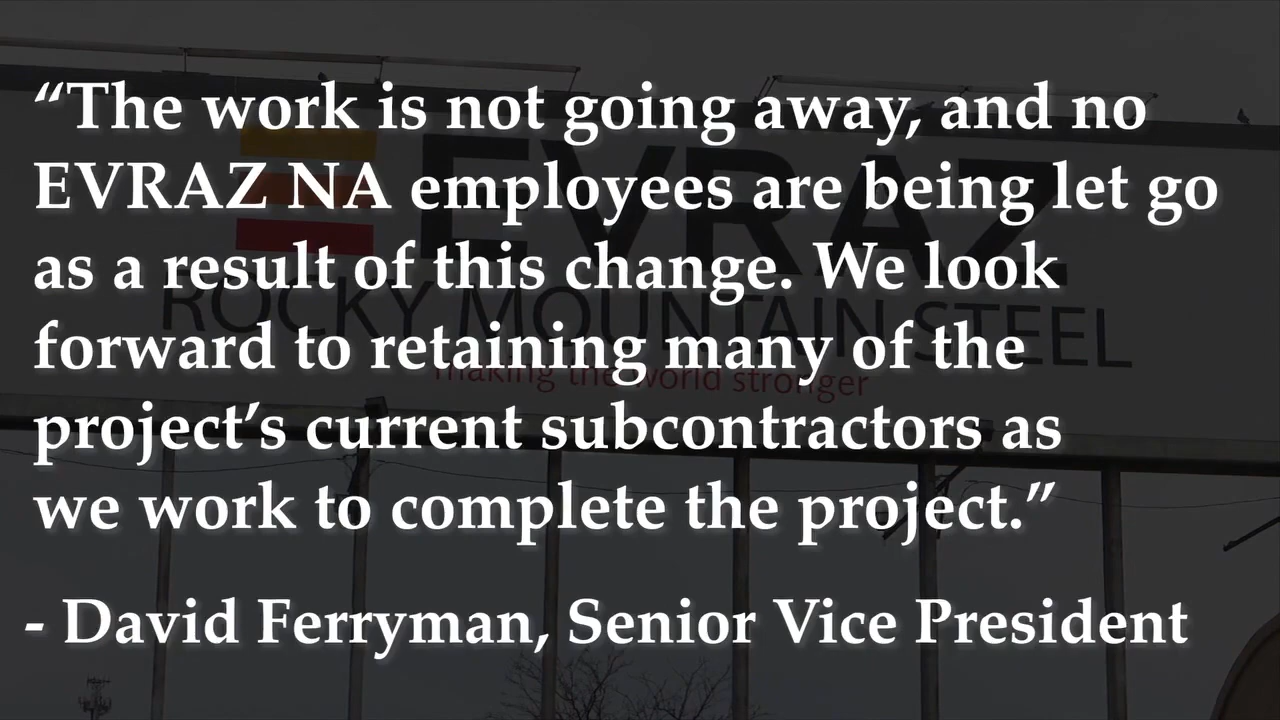 “The work is not going away, and no
EVRAZ NA employees are being let go
as a result of this change. We look
forward to retaining many of the
project’s current subcontractors as
we work to complete the project.”
- David Ferryman, Senior Vice President
EVRAZ
ROCKY MOUNTAIN STEEL
making the world stronger